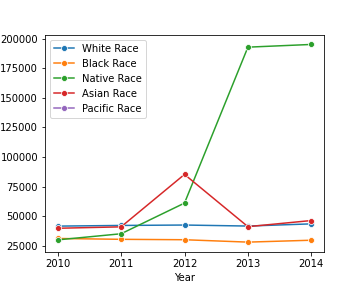 200000
175000
150000
125000
100000
75000
50000
25000
White Race
Black Race
Native Race
Asian Race
Pacific Race
2010 2011 2012 2013 2014
Year